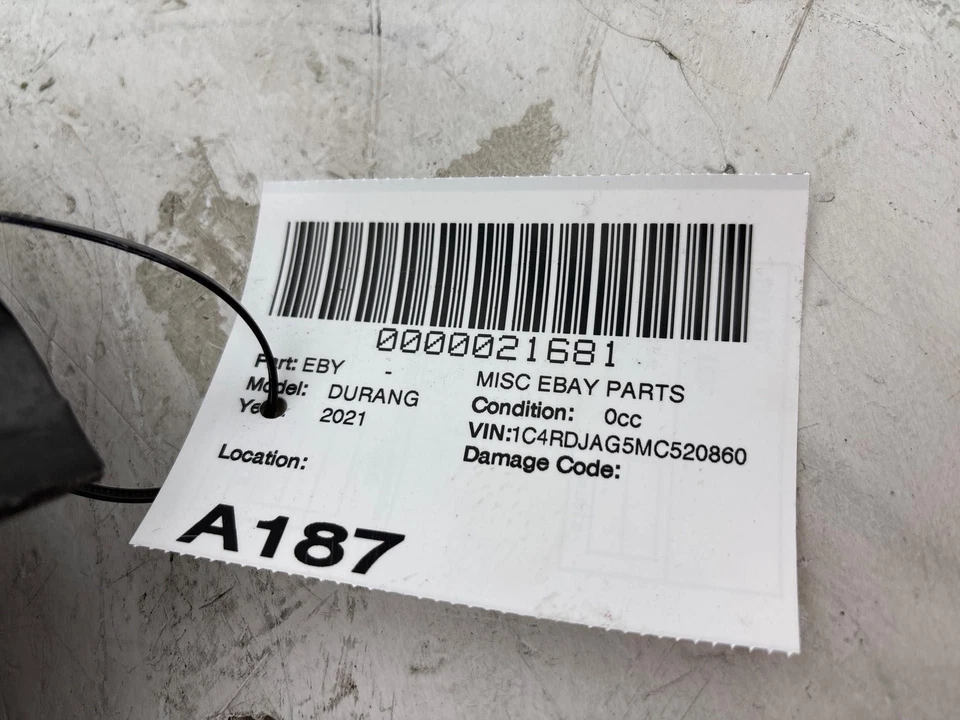 0000021681
Part: EBY -
MISC EBAY PARTS
Model: DURANG
Condition: 0cc
2021
VIN:1C4RDJAG5MC520860
Location:
Damage Code:
A187